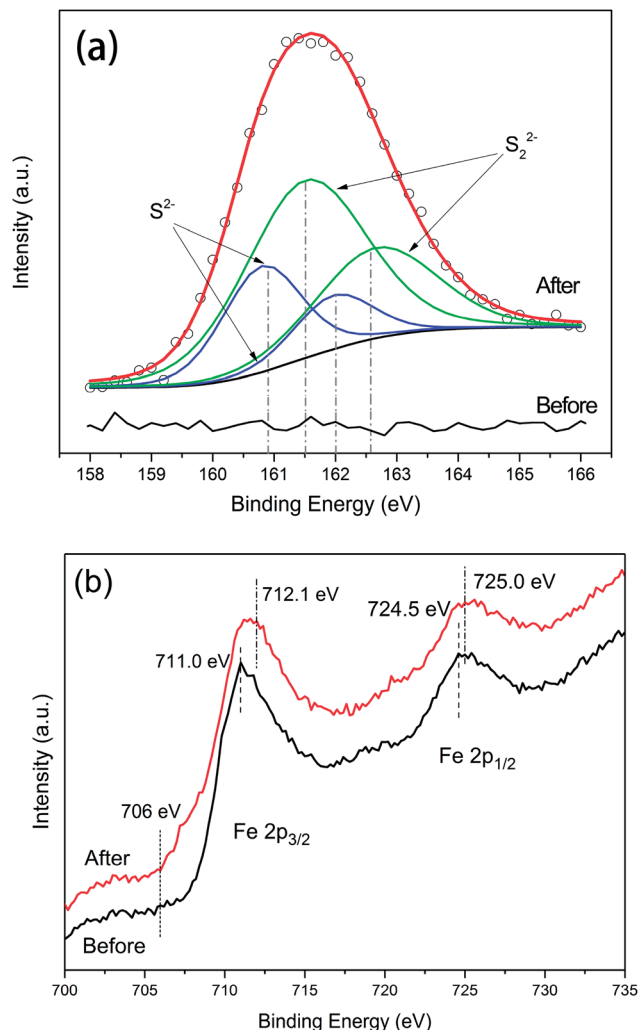 (a)
S₂²⁻
S²⁻
After
Before
Intensity (a.u.)
158 159 160 161 162 163 164 165 166
Binding Energy (eV)
(b)
712.1 eV
725.0 eV
724.5 eV
711.0 eV
Fe 2p₁/₂
706 eV
Fe 2p₃/₂
After
Before
Intensity (a.u.)
700 705 710 715 720 725 730 735
Binding Energy (eV)